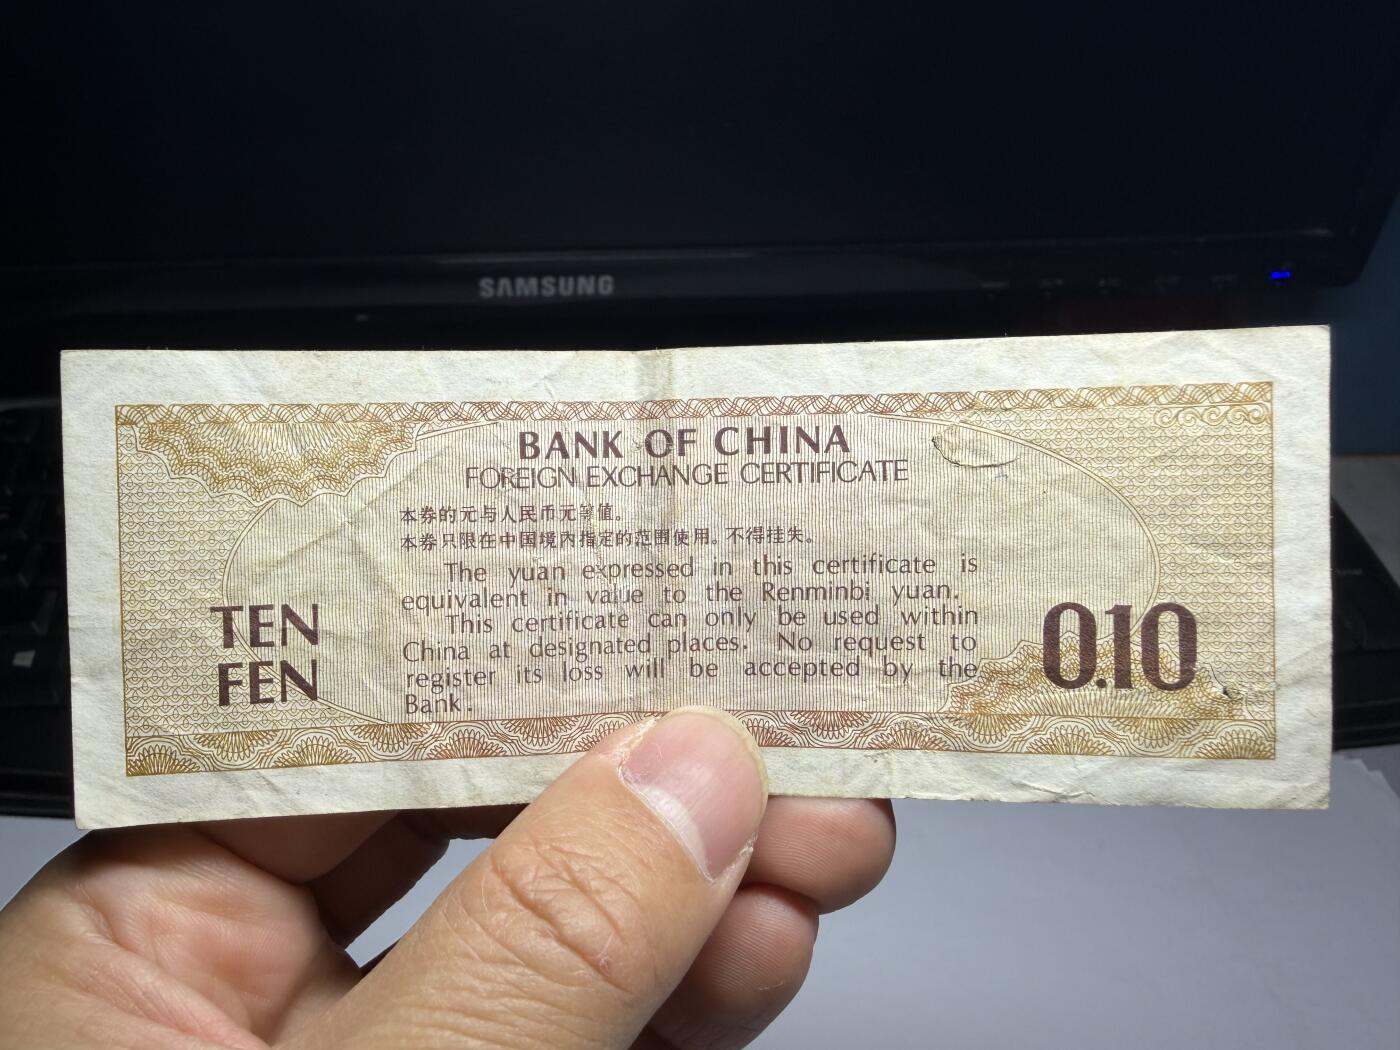 SAMSUNG
BANK OF CHINA
FOREIGN EXCHANGE CERTIFICATE
本券的元与人民币元等值。
本券只限在中国境内指定的范围使用。不得挂失。
The yuan expressed in this certificate is
equivalent in value to the Renminbi yuan.
This certificate can only be used within
China at designated places. No request to
register its loss will be accepted by the
Bank.
TEN
FEN
0.10